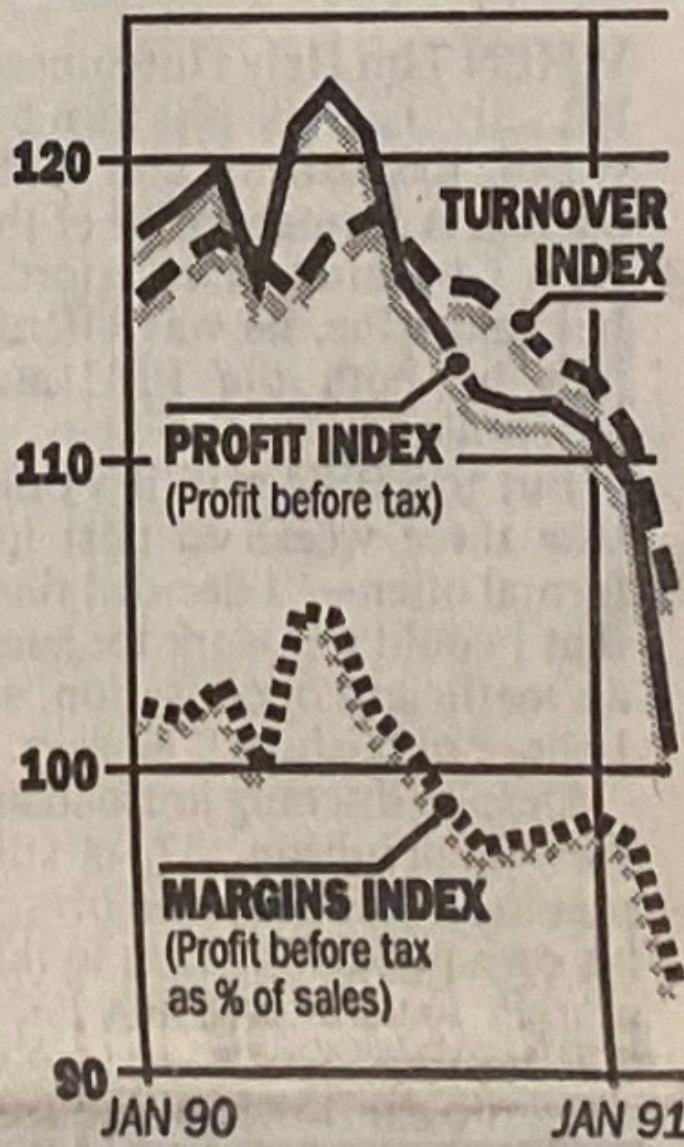 120
TURNOVER
INDEX
PROFIT INDEX
(Profit before tax)
110
100
MARGINS INDEX
(Profit before tax
as % of sales)
90
JAN 90
JAN 91